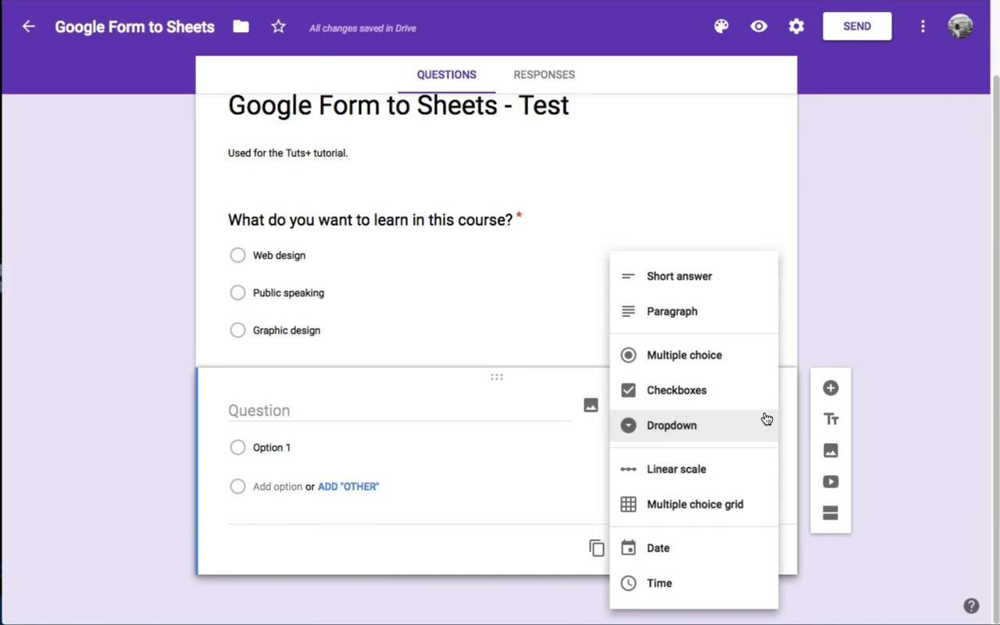 Google Form to Sheets
All changes saved in Drive
SEND
QUESTIONS
RESPONSES
Google Form to Sheets - Test
Used for the Tuts+ tutorial.
What do you want to learn in this course? *
Web design
Public speaking
Graphic design
Question
Option 1
Add option or ADD "OTHER"
Short answer
Paragraph
Multiple choice
Checkboxes
Dropdown
Linear scale
Multiple choice grid
Date
Time
Tт
?